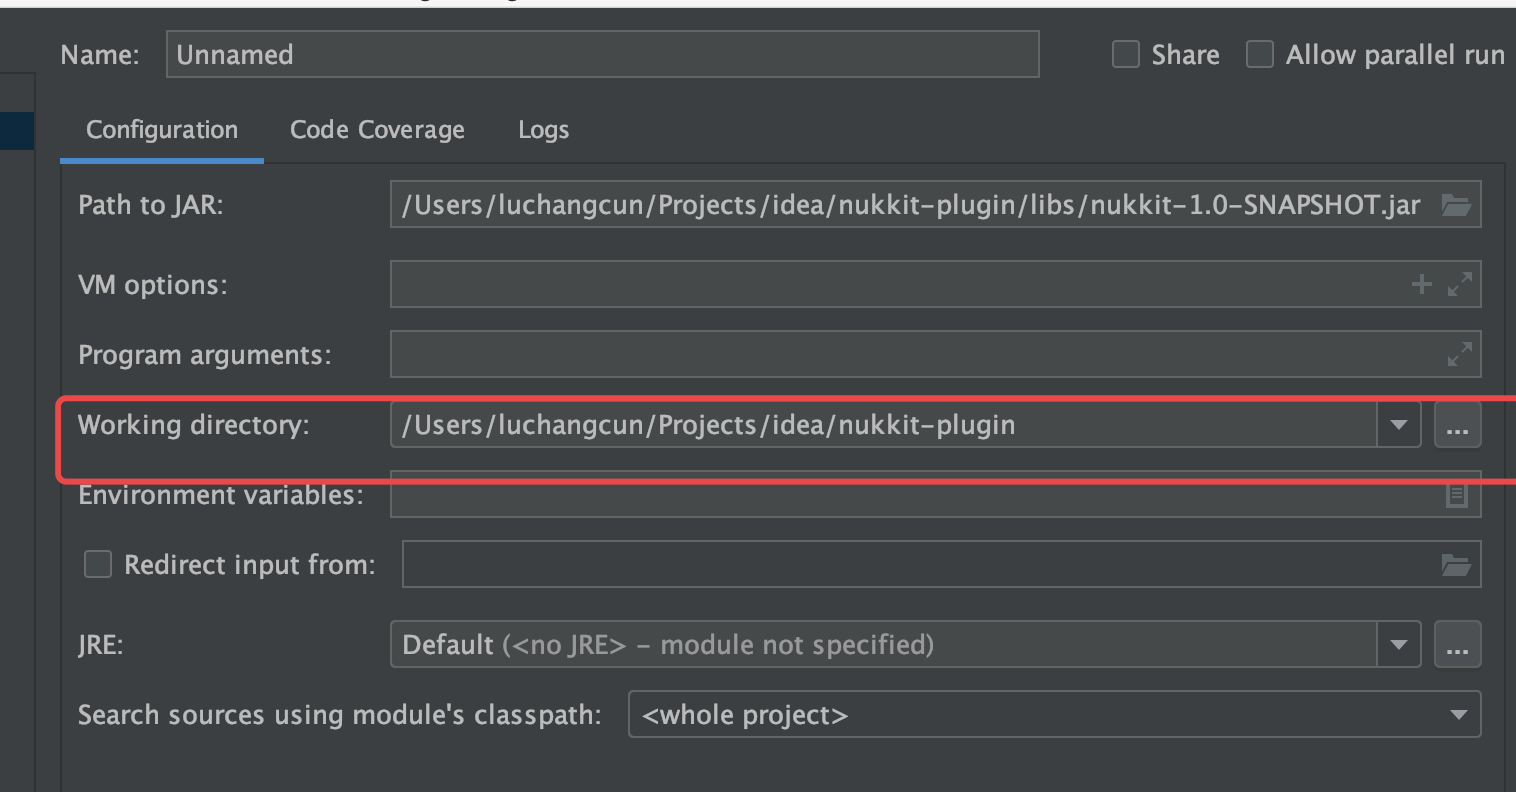 Name: Unnamed Share Allow parallel run
Configuration Code Coverage Logs
Path to JAR: /Users/luchangcun/Projects/idea/nukkit-plugin/libs/nukkit-1.0-SNAPSHOT.jar
VM options:
Program arguments:
Working directory: /Users/luchangcun/Projects/idea/nukkit-plugin ...
Environment variables:
Redirect input from:
JRE: Default (<no JRE> – module not specified) ...
Search sources using module's classpath: <whole project>